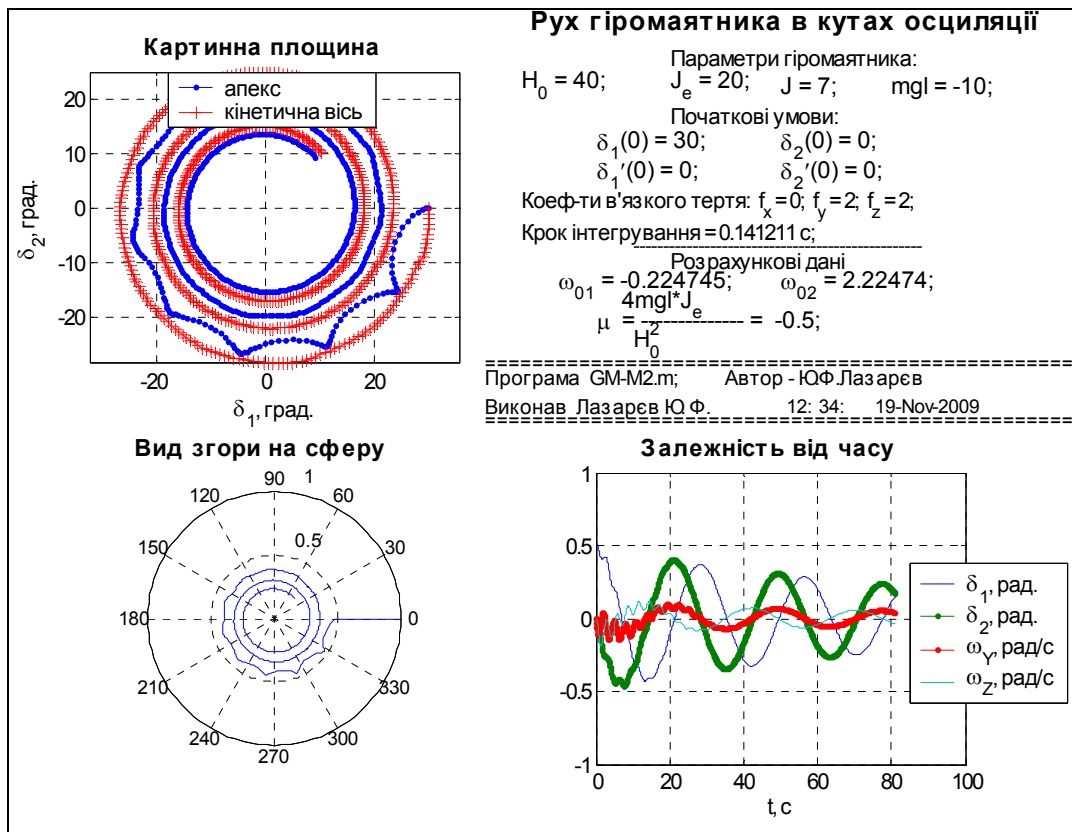 Рух гіромаятника в кутах осциляції
Параметри гіромаятника:
H0 = 40; Je = 20; J = 7; mgl = -10;
Початкові умови:
δ1(0) = 30; δ2(0) = 0;
δ1'(0) = 0; δ2'(0) = 0;
Коеф-ти в'язкого тертя: fx = 0; fy = 2; fz = 2;
Крок інтегрування = 0.141211 с;
Розрахункові дані
ω01 = -0.224745; ω02 = 2.22474;
4mgl*Je
μ = --------------- = -0.5;
H0^2
Програма GM-M2.m; Автор - Ю.Ф.Лазарєв
Виконав Лазарєв Ю.Ф. 12: 34: 19-Nov-2009
Картинна площина
апекс
кінетична вісь
20
10
0
-10
-20
δ2, град.
-20 0 20
δ1, град.
Вид згори на сферу
90
1
120 60
0.5
150 30
180 0
210 330
240 300
270
Залежність від часу
1
0.5
0
-0.5
-1
0 20 40 60 80 100
t, c
δ1, рад.
δ2, рад.
ωY, рад/с
ωZ, рад/с